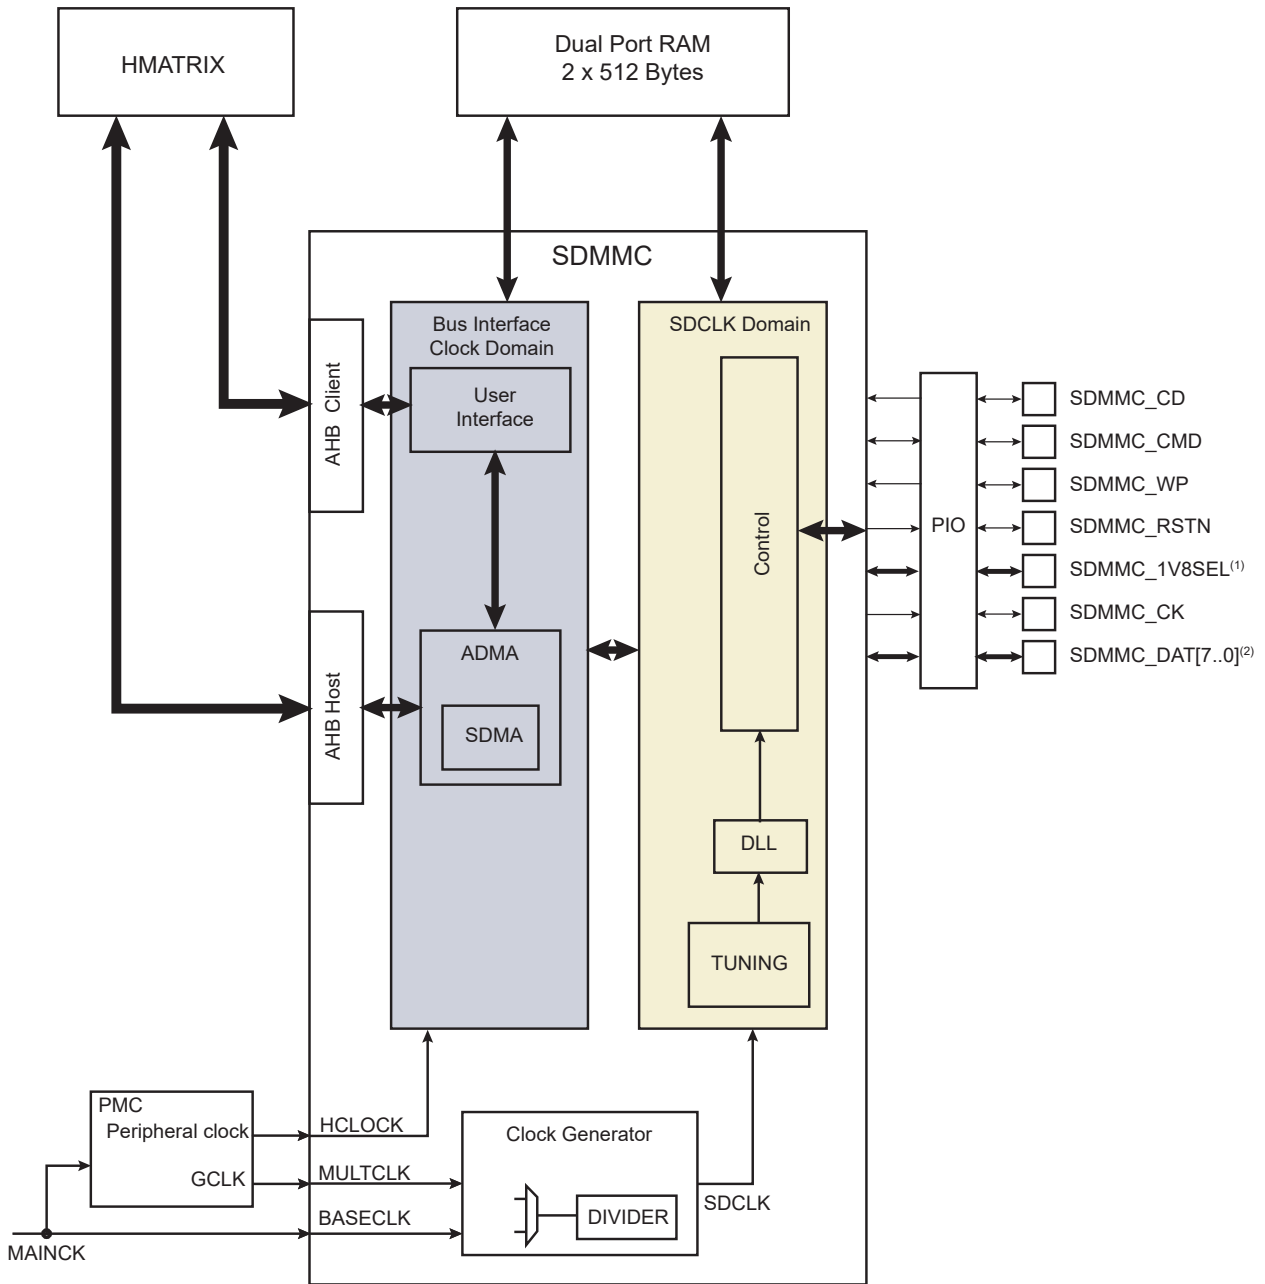 HMATRIX
Dual Port RAM
2 x 512 Bytes
SDMMC
Bus Interface
Clock Domain
SDCLK Domain
AHB Client
User
Interface
Control
PIO
SDMMC_CD
SDMMC_CMD
SDMMC_WP
SDMMC_RSTN
SDMMC_1V8SEL(1)
SDMMC_CK
SDMMC_DAT[7..0](2)
AHB Host
ADMA
SDMA
DLL
TUNING
PMC
Peripheral clock
GCLK
HCLOCK
MULTCLK
BASECLK
Clock Generator
DIVIDER
SDCLK
MAINCK